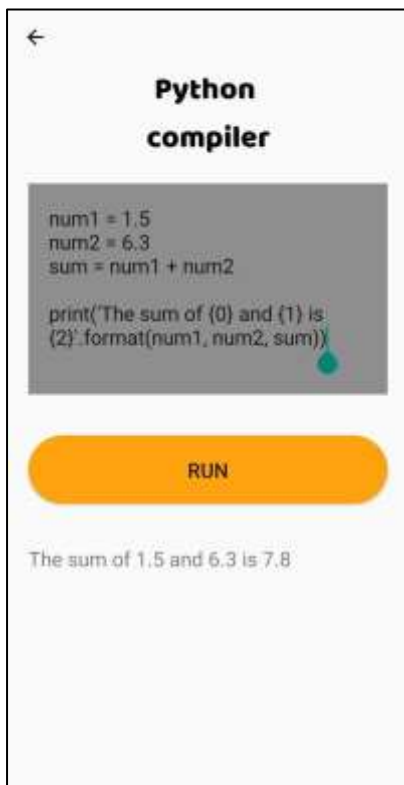 Python
compiler
num1 = 1.5
num2 = 6.3
sum = num1 + num2
print('The sum of {0} and {1} is
{2}'.format(num1, num2, sum))
RUN
The sum of 1.5 and 6.3 is 7.8